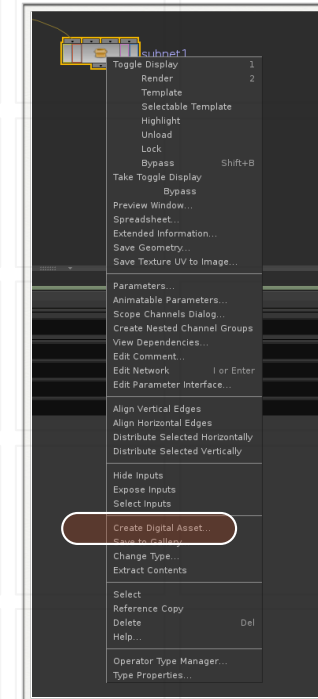 subnet1
Toggle Display 1
Render 2
Template
Selectable Template
Highlight
Unload
Lock
Bypass Shift+B
Take Toggle Display
Bypass
Preview Window...
Spreadsheet...
Extended Information...
Save Geometry...
Save Texture UV to Image...
Parameters...
Animatable Parameters...
Scope Channels Dialog...
Create Nested Channel Groups
View Dependencies...
Edit Comment...
Edit Network I or Enter
Edit Parameter Interface...
Align Vertical Edges
Align Horizontal Edges
Distribute Selected Horizontally
Distribute Selected Vertically
Hide Inputs
Expose Inputs
Select Inputs
Create Digital Asset...
Save to Gallery
Change Type...
Extract Contents
Select
Reference Copy
Delete Del
Help...
Operator Type Manager...
Type Properties...